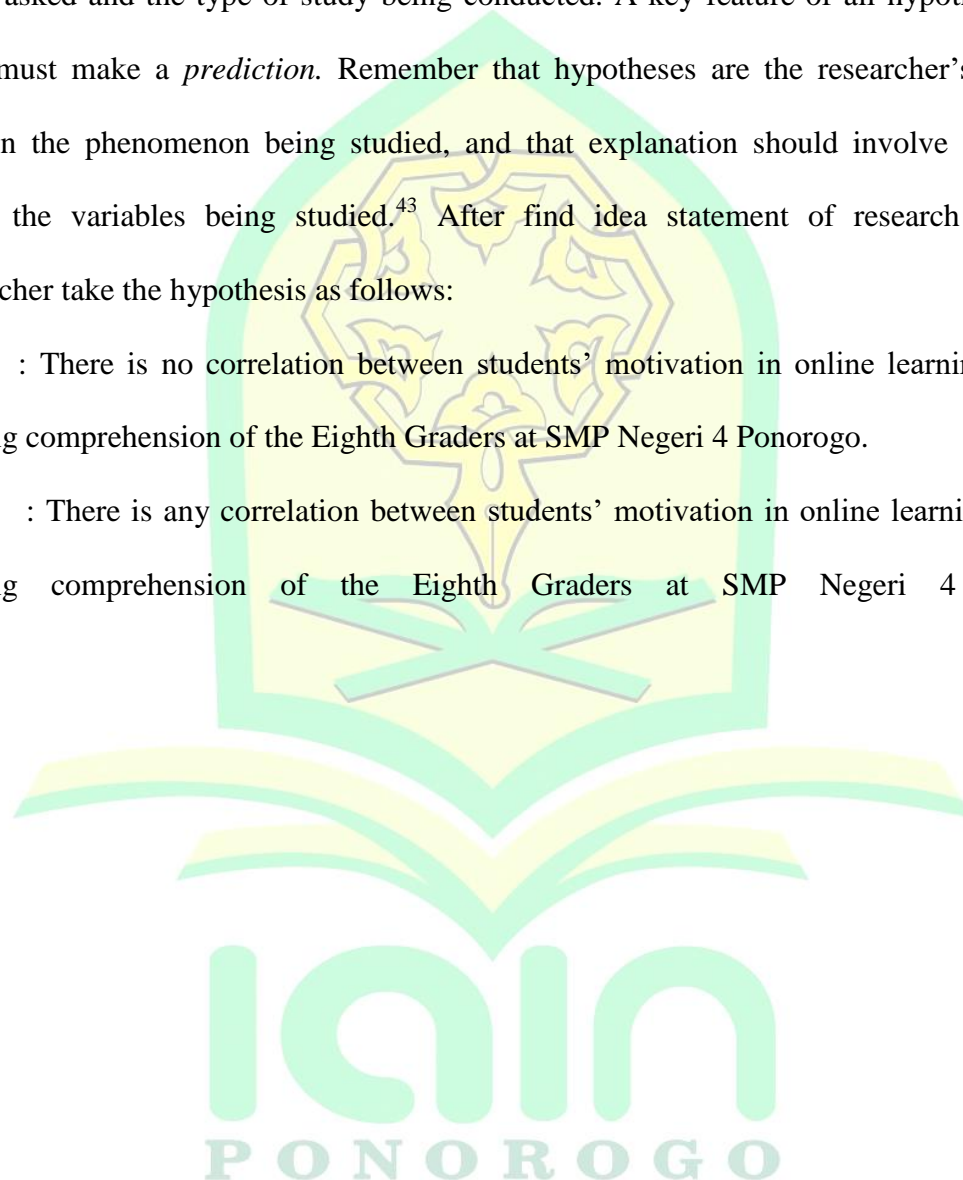 asked and the type of study being conducted. A key feature of all
must make a prediction. Remember that hypotheses are the researcher's
the phenomenon being studied, and that explanation should involve
the variables being studied.43 After find idea statement of research
take the hypothesis as follows:
: There is no correlation between students' motivation in online
comprehension of the Eighth Graders at SMP Negeri 4 Ponorogo.
: There is any correlation between students' motivation in online
comprehension of the Eighth Graders at SMP Negeri 4
iain
PONOROGO